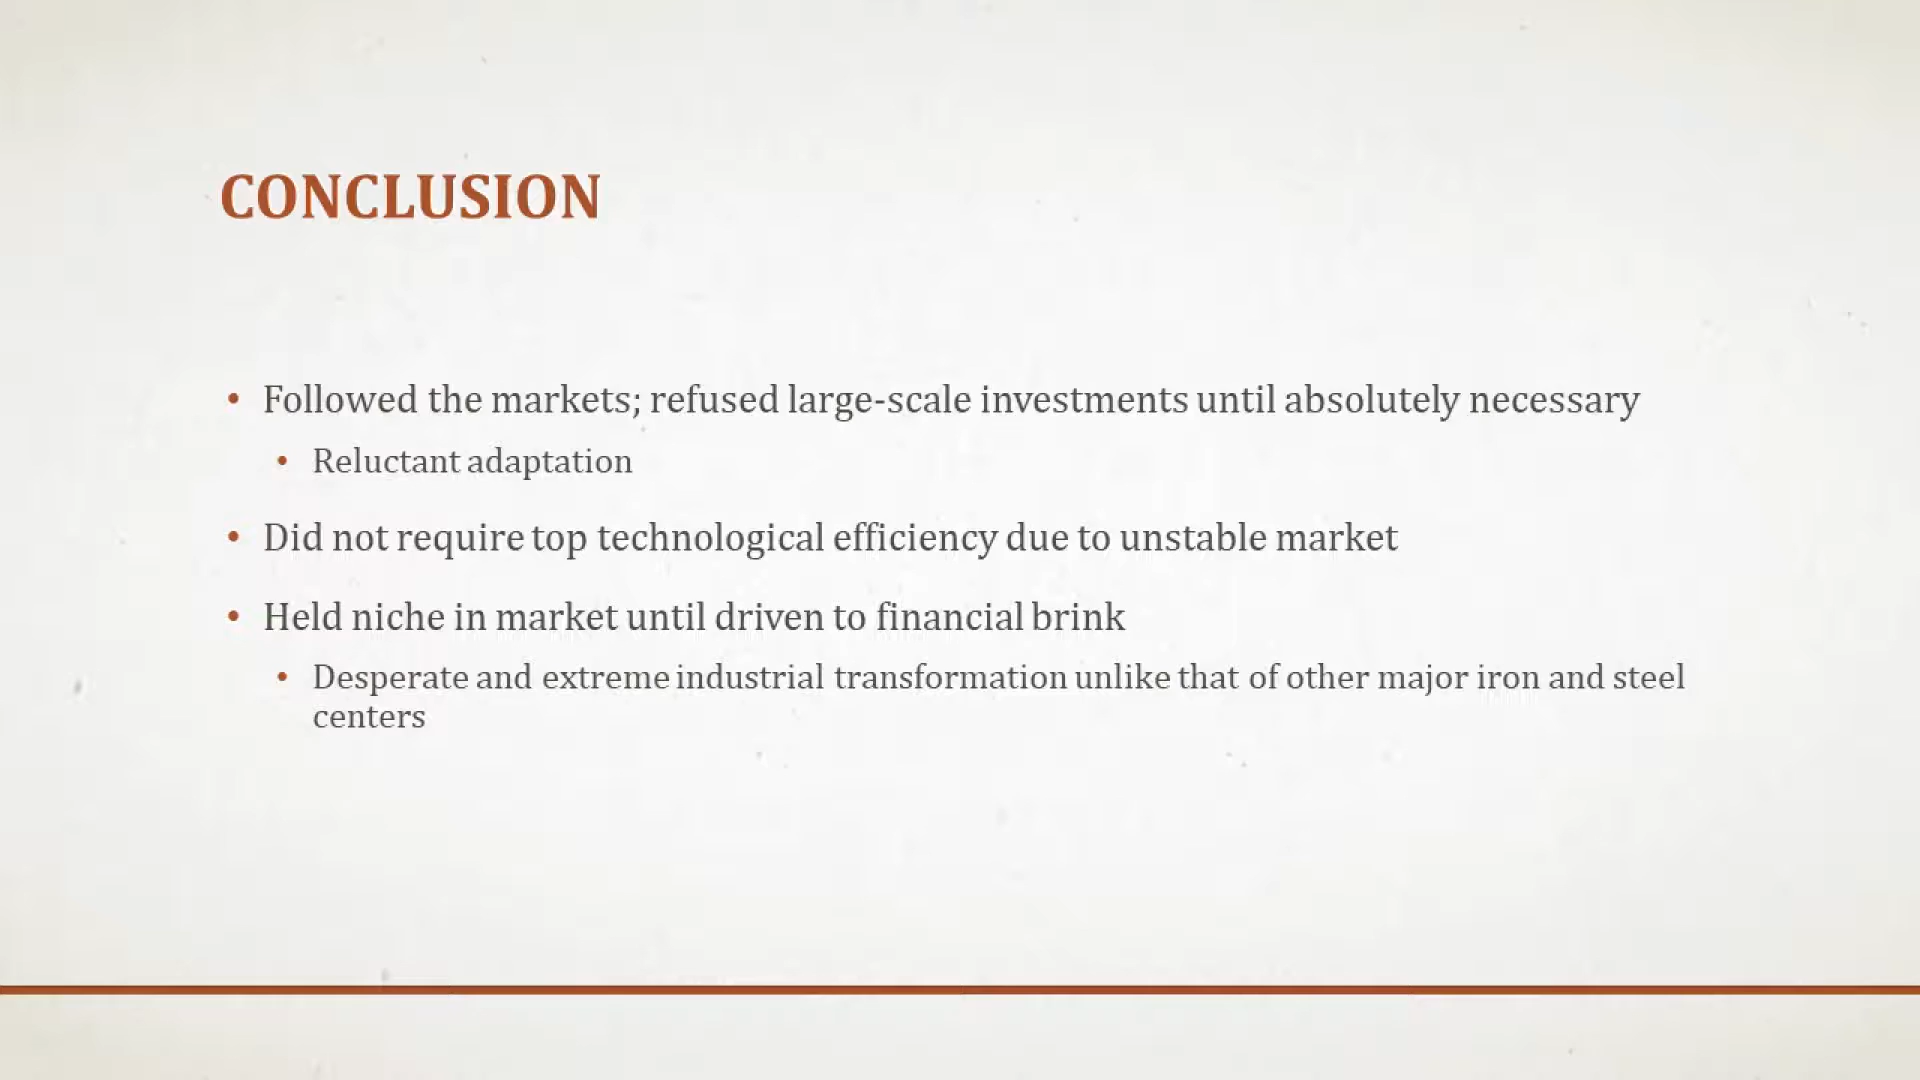 CONCLUSION
• Followed the markets; refused large-scale investments until absolutely necessary
• Reluctant adaptation
• Did not require top technological efficiency due to unstable market
• Held niche in market until driven to financial brink
• Desperate and extreme industrial transformation unlike that of other major iron and steel
centers